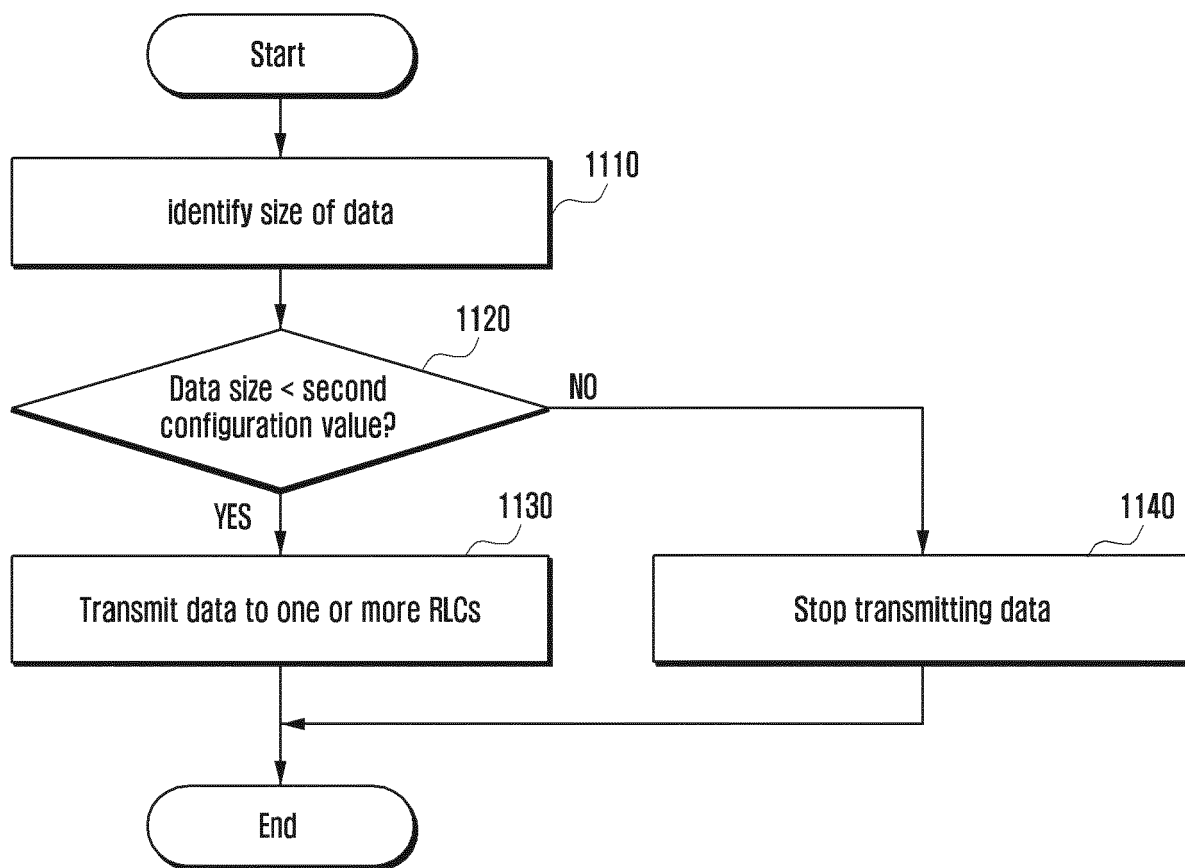 Start
1110
identify size of data
1120
Data size < second
configuration value?
NO
YES
1130
Transmit data to one or more RLCs
1140
Stop transmitting data
End